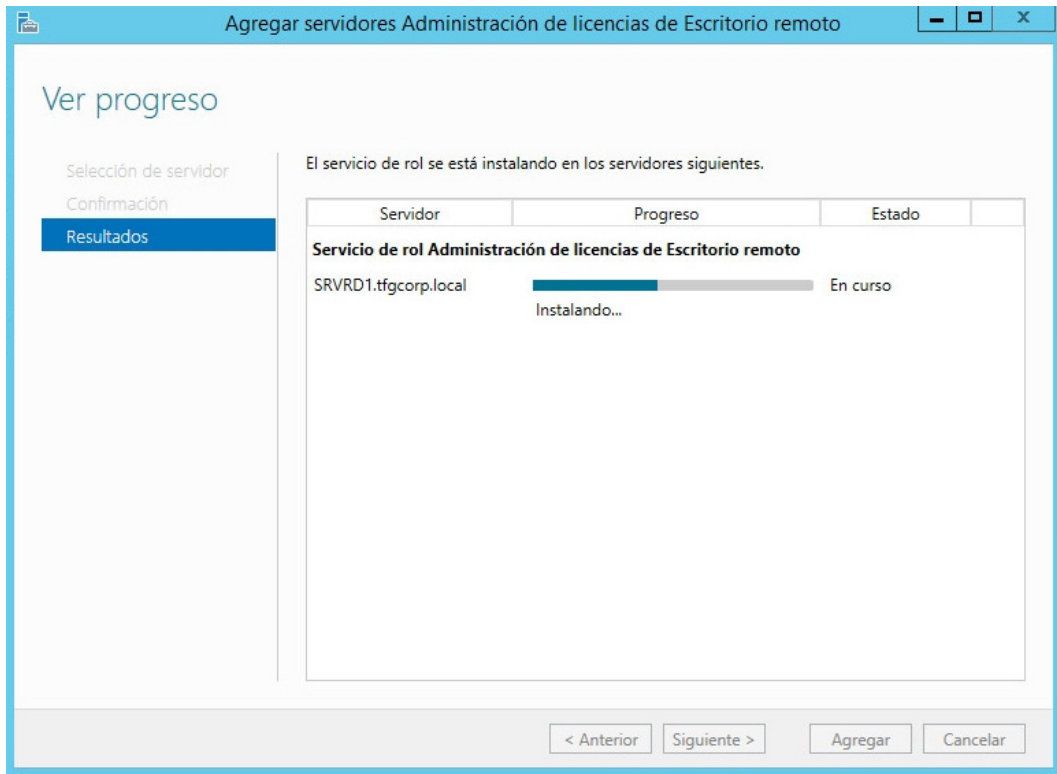 Agregar servidores Administración de licencias de Escritorio remoto
Ver progreso
Selección de servidor
Confirmación
Resultados
El servicio de rol se está instalando en los servidores siguientes.
Servidor Progreso Estado
Servicio de rol Administración de licencias de Escritorio remoto
SRVRD1.tfgcorp.local En curso
Instalando...
< Anterior Siguiente > Agregar Cancelar